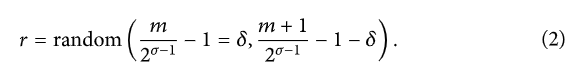 r = random ( m / 2^{σ−1} − 1 = δ, m + 1 / 2^{σ−1} − 1 − δ ) . (2)